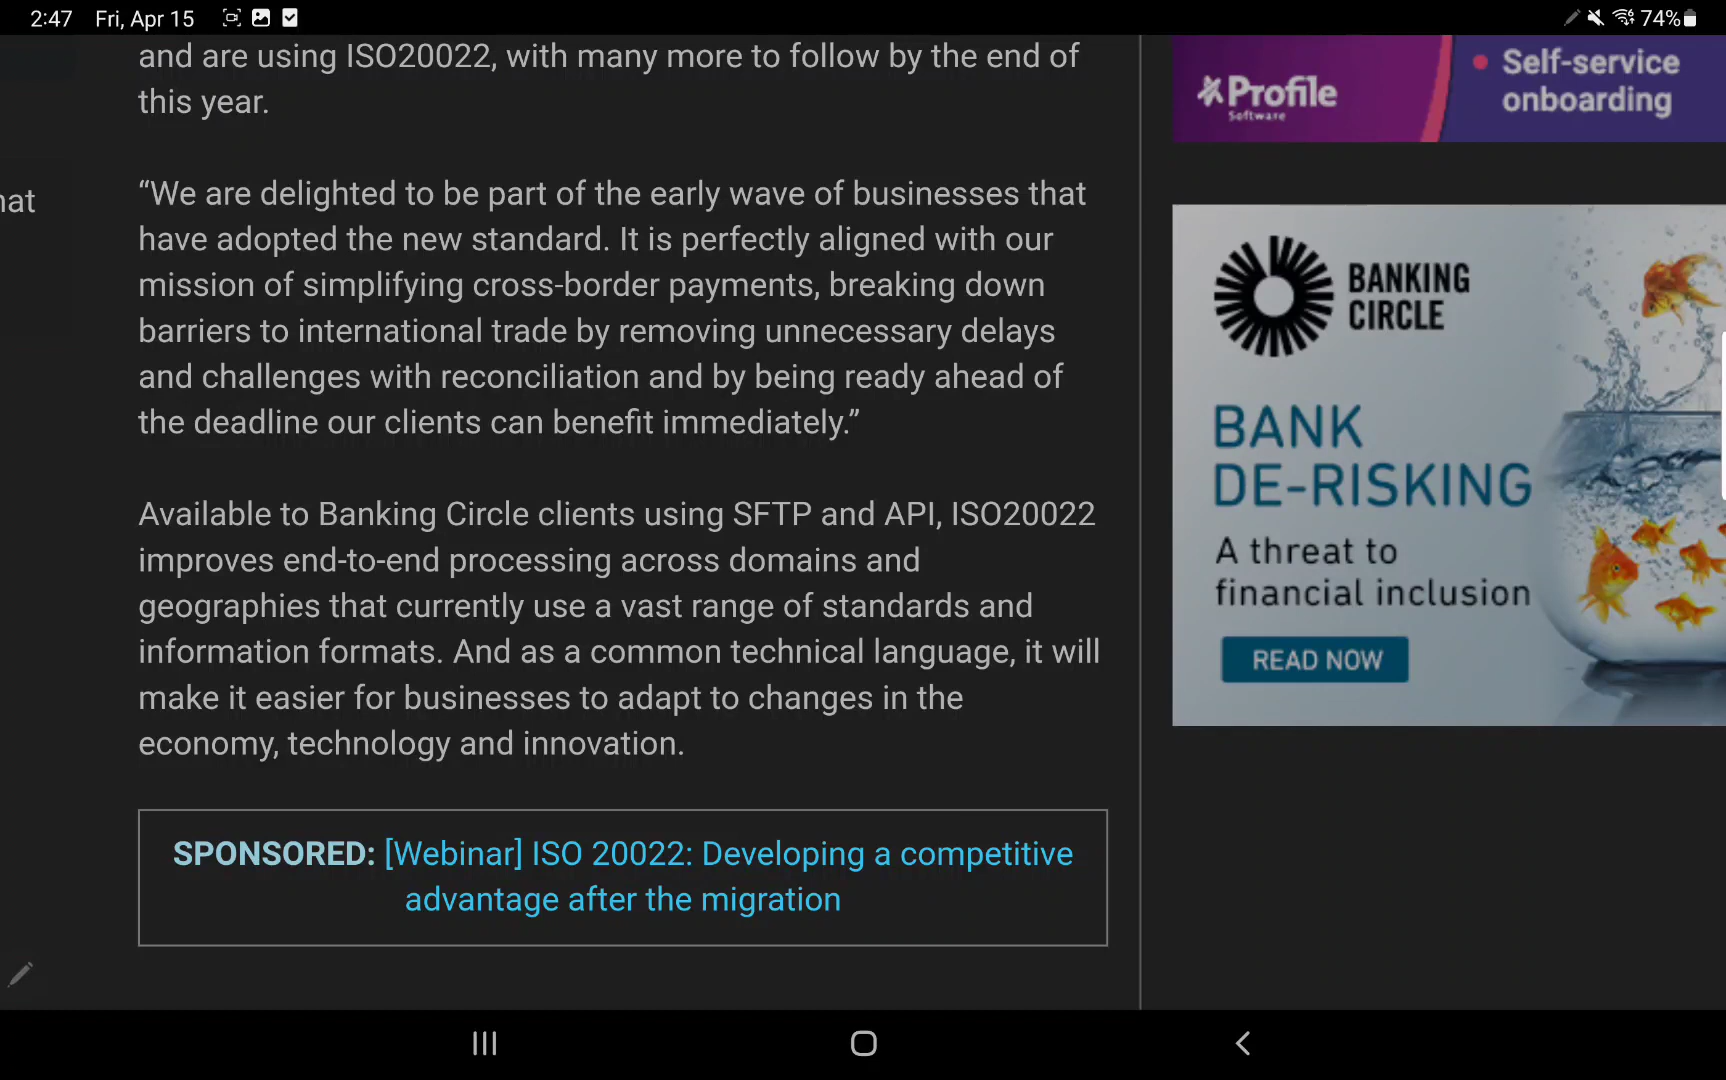 2:47 Fri, Apr 15
74%
and are using ISO20022, with many more to follow by the end of
this year.
“We are delighted to be part of the early wave of businesses that
have adopted the new standard. It is perfectly aligned with our
mission of simplifying cross-border payments, breaking down
barriers to international trade by removing unnecessary delays
and challenges with reconciliation and by being ready ahead of
the deadline our clients can benefit immediately.”
Available to Banking Circle clients using SFTP and API, ISO20022
improves end-to-end processing across domains and
geographies that currently use a vast range of standards and
information formats. And as a common technical language, it will
make it easier for businesses to adapt to changes in the
economy, technology and innovation.
SPONSORED: [Webinar] ISO 20022: Developing a competitive
advantage after the migration
Profile
Software
Self-service
onboarding
BANKING
CIRCLE
BANK
DE-RISKING
A threat to
financial inclusion
READ NOW